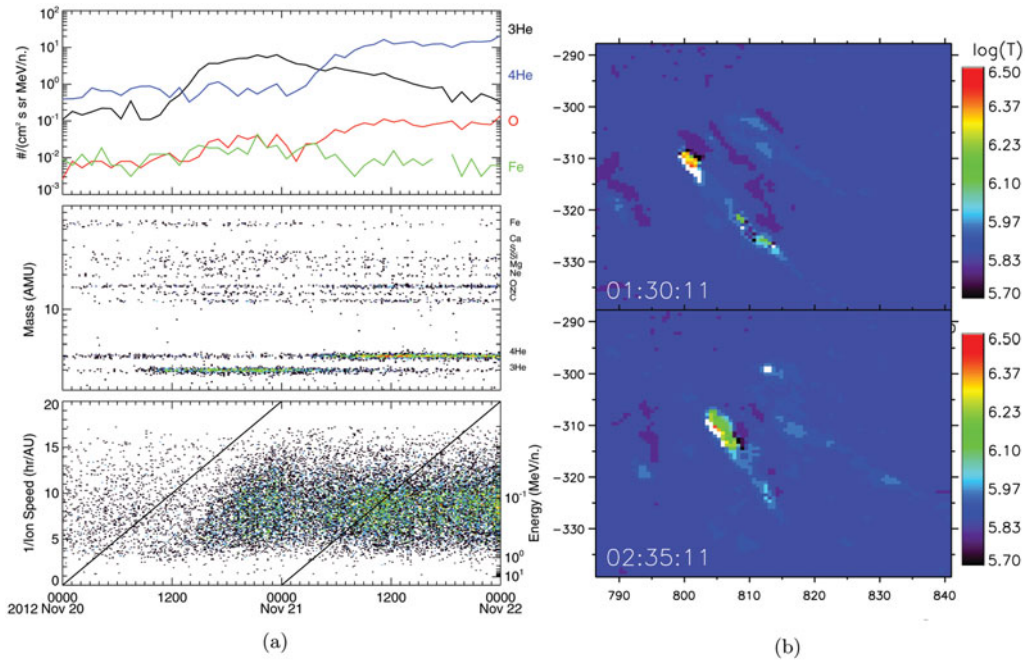 10²
10¹
10⁰
10⁻¹
10⁻²
10⁻³
#/(cm² s sr MeV/n.)
3He
4He
O
Fe
Mass (AMU)
10
Fe
Ca
S
Si
Mg
Ne
O
N
C
4He
3He
1/Ion Speed (hr/AU)
20
15
10
5
0
10⁻¹
10⁰
10¹
Energy (MeV/n.)
0000
1200
0000
1200
0000
2012 Nov 20
Nov 21
Nov 22
(a)
log(T)
-290
-300
-310
-320
-330
01:30:11
6.50
6.37
6.23
6.10
5.97
5.83
5.70
-290
-300
-310
-320
-330
02:35:11
6.50
6.37
6.23
6.10
5.97
5.83
5.70
790
800
810
820
830
840
(b)